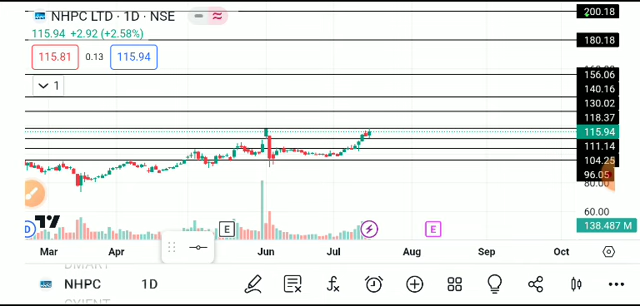 NHPC LTD · 1D · NSE
115.94 +2.92 (+2.58%)
115.81 0.13 115.94
1
200.18
180.18
156.06
140.16
130.02
118.37
115.94
111.14
104.25
96.05
80.00
60.00
138.487 M
D E E
Mar Apr Jun Jul Aug Sep Oct
NHPC 1D